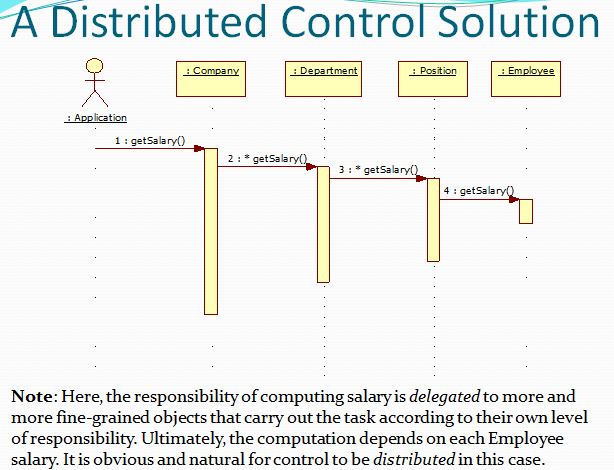 A Distributed Control Solution
: Company
: Department
: Position
: Employee
: Application
1 : getSalary()
2 : * getSalary()
3 : * getSalary()
4 : getSalary()
Note: Here, the responsibility of computing salary is delegated to more and
more fine-grained objects that carry out the task according to their own level
of responsibility. Ultimately, the computation depends on each Employee
salary. It is obvious and natural for control to be distributed in this case.